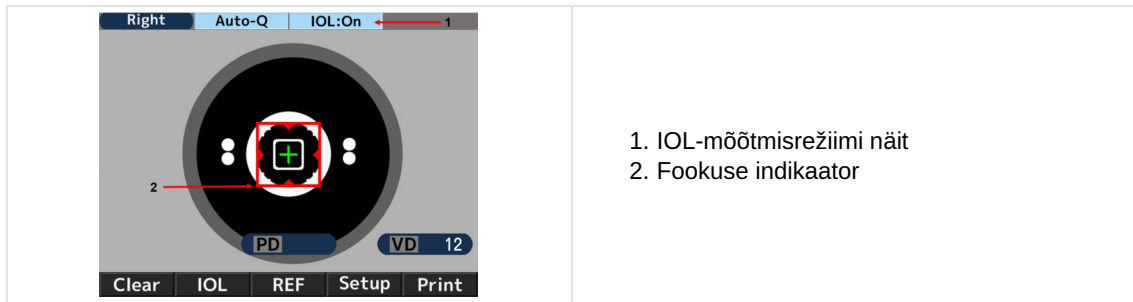 Right Auto-Q IOL:On 1
2
PD VD 12
Clear IOL REF Setup Print
1. IOL-mõõtmisrežiimi näit
2. Fookuse indikaator